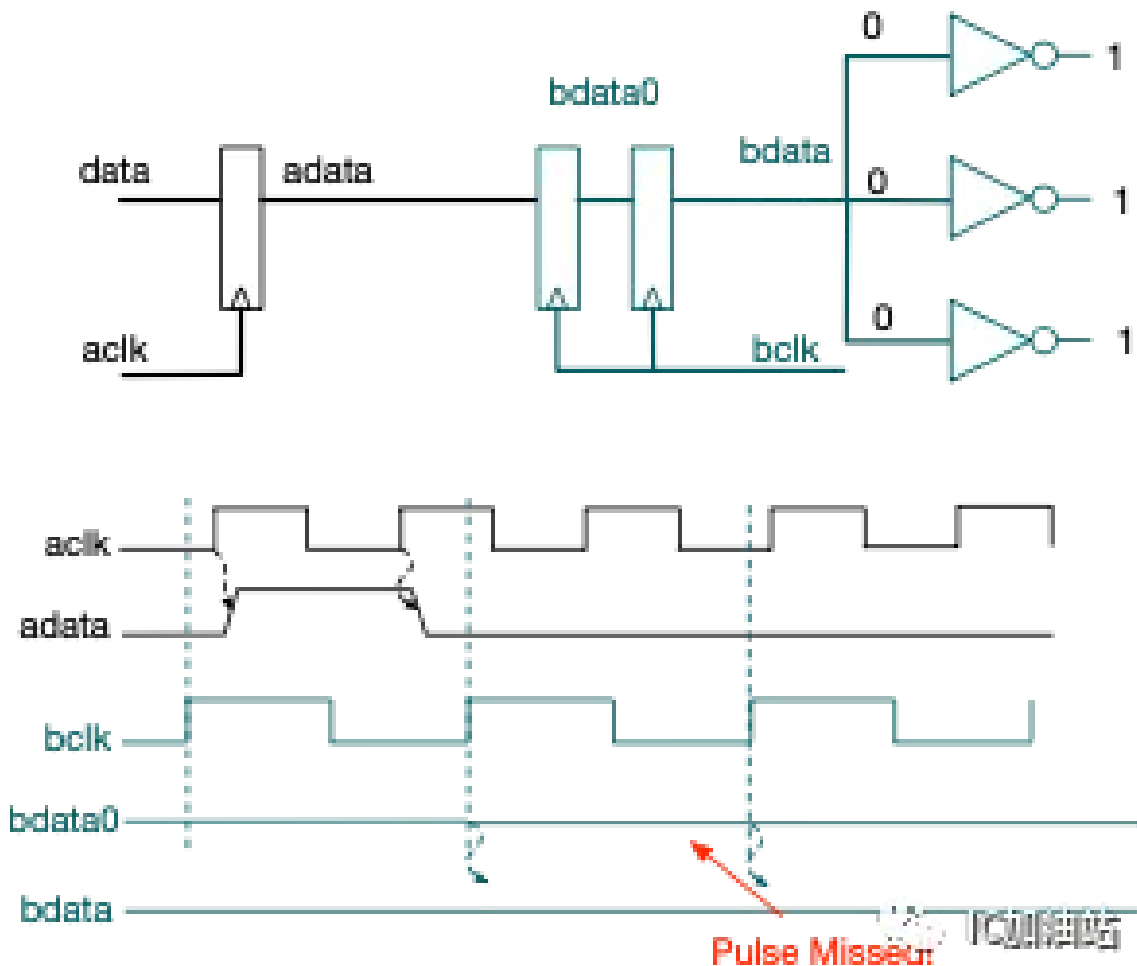 0
1
bdata0
data
adata
bdata
0
1
0
1
aclk
bclk
aclk
adata
bclk
bdata0
bdata
Pulse Missed!